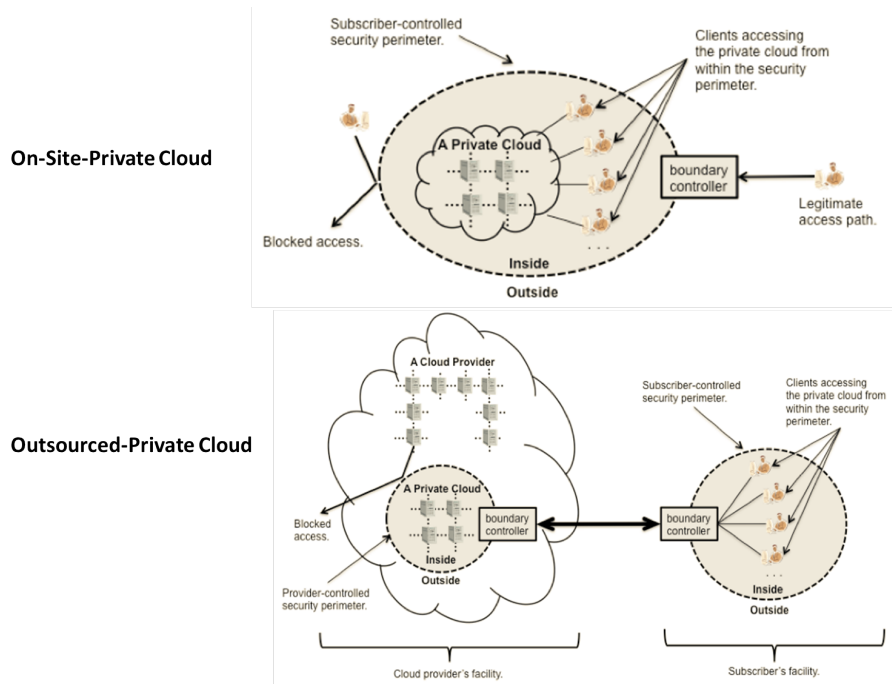 On-Site-Private Cloud
Subscriber-controlled
security perimeter.
Clients accessing
the private cloud from
within the security
perimeter.
A Private Cloud
boundary
controller
Legitimate
access path.
Blocked access.
. . .
Inside
Outside
Outsourced-Private Cloud
A Cloud Provider
Subscriber-controlled
security perimeter.
Clients accessing
the private cloud from
within the security
perimeter.
A Private Cloud
Blocked
access.
boundary
controller
boundary
controller
Inside
Outside
Provider-controlled
security perimeter.
. . .
Inside
Outside
Cloud provider's facility.
Subscriber's facility.